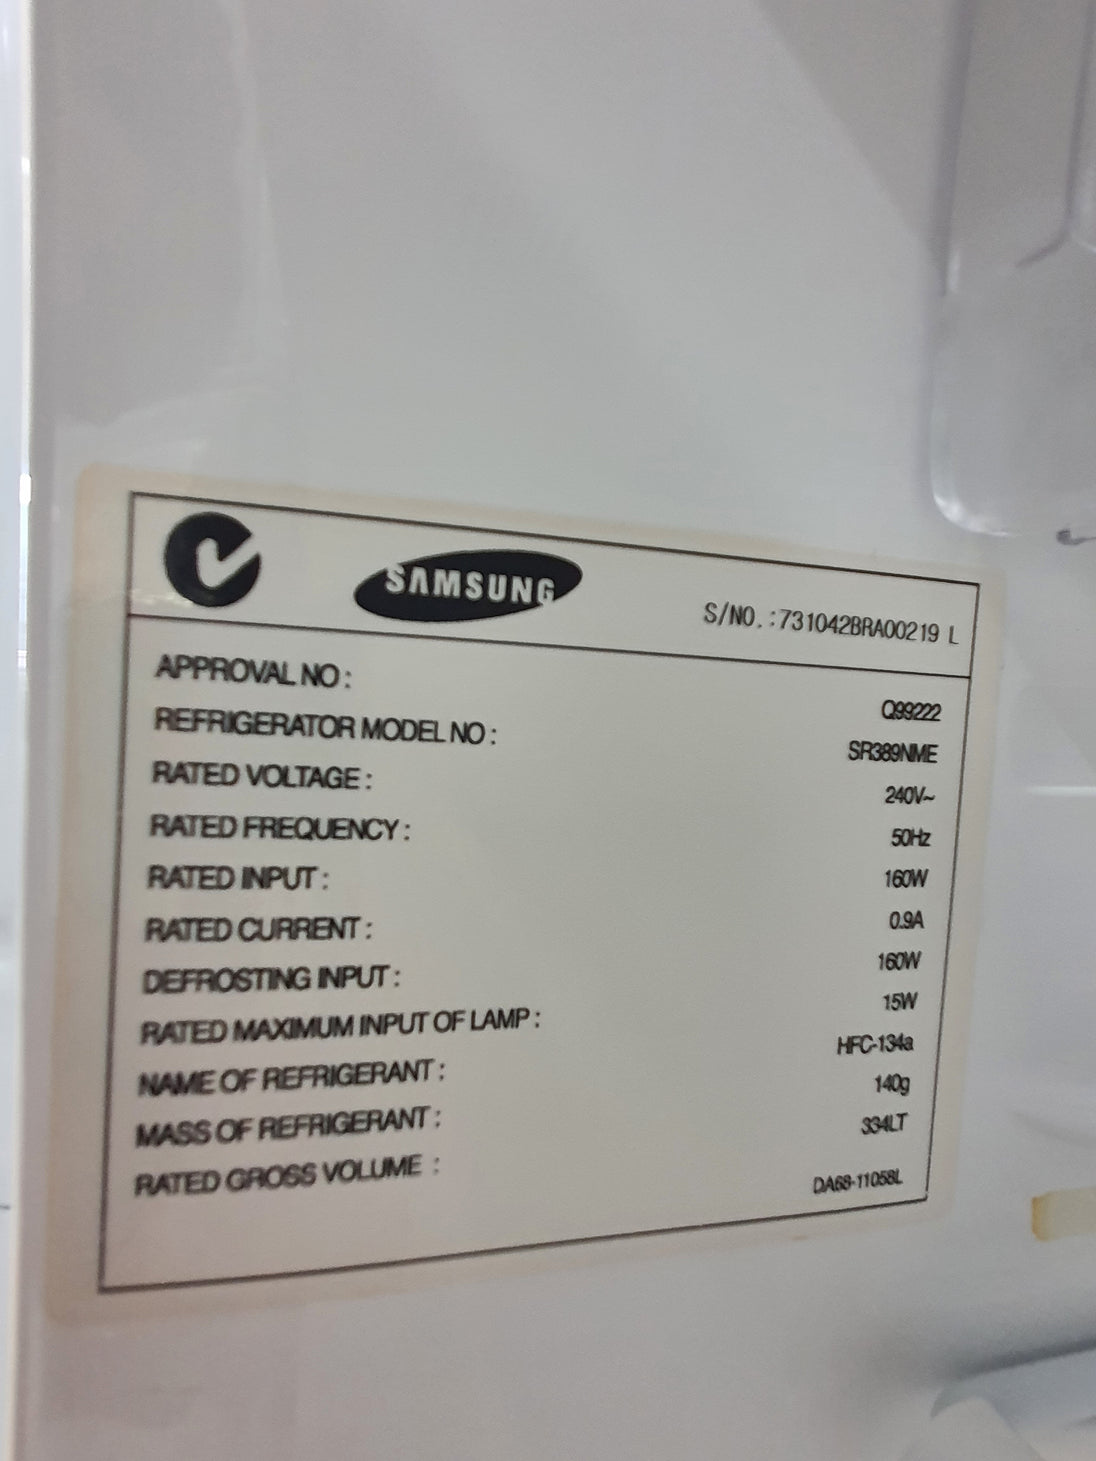 SAMSUNG S/NO.:731042BRA00219 L
APPROVAL NO : Q99222
REFRIGERATOR MODEL NO : SR389NME
RATED VOLTAGE : 240V~
RATED FREQUENCY : 50Hz
RATED INPUT : 160W
RATED CURRENT : 0.9A
DEFROSTING INPUT : 160W
RATED MAXIMUM INPUT OF LAMP : 15W
NAME OF REFRIGERANT : HFC-134a
MASS OF REFRIGERANT : 140g
RATED GROSS VOLUME : 334LT
DA68-11058L